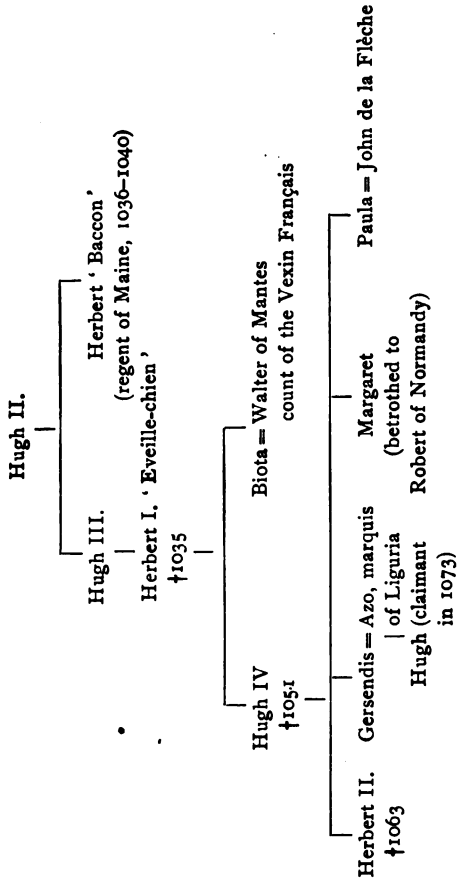 Hugh II.
Hugh III.
Herbert ‘ Baccon ’
(regent of Maine, 1036–1040)
Herbert I. ‘ Eveille-chien ’
†1035
Hugh IV
†1051
Biota = Walter of Mantes
count of the Vexin Français
Herbert II.
†1063
Gersendis = Azo, marquis
of Liguria
Hugh (claimant
in 1073)
Margaret
(betrothed to
Robert of Normandy)
Paula = John de la Flèche